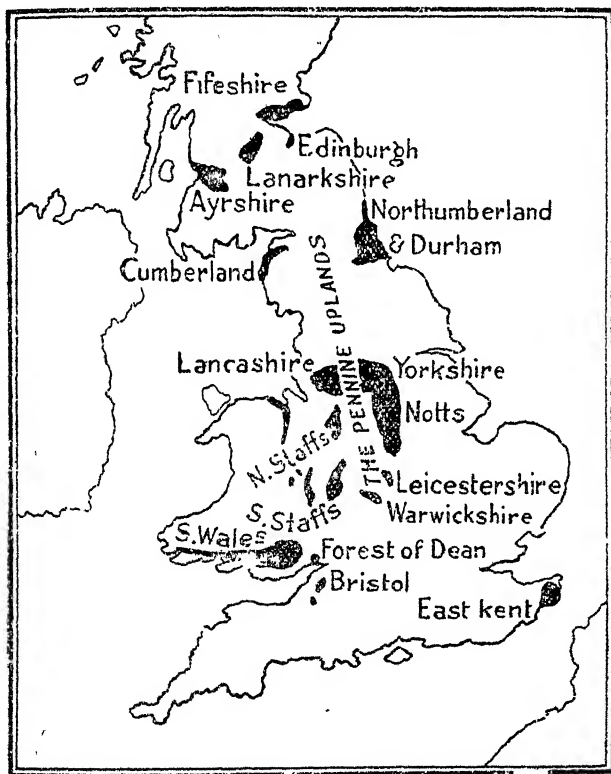 Fifeshire
Edinburgh
Lanarkshire
Ayrshire
Northumberland
& Durham
Cumberland
THE PENNINE UPLANDS
Lancashire
Yorkshire
Notts
N. Staffs
Leicestershire
S. Staffs
Warwickshire
S. Wales
Forest of Dean
Bristol
East kent